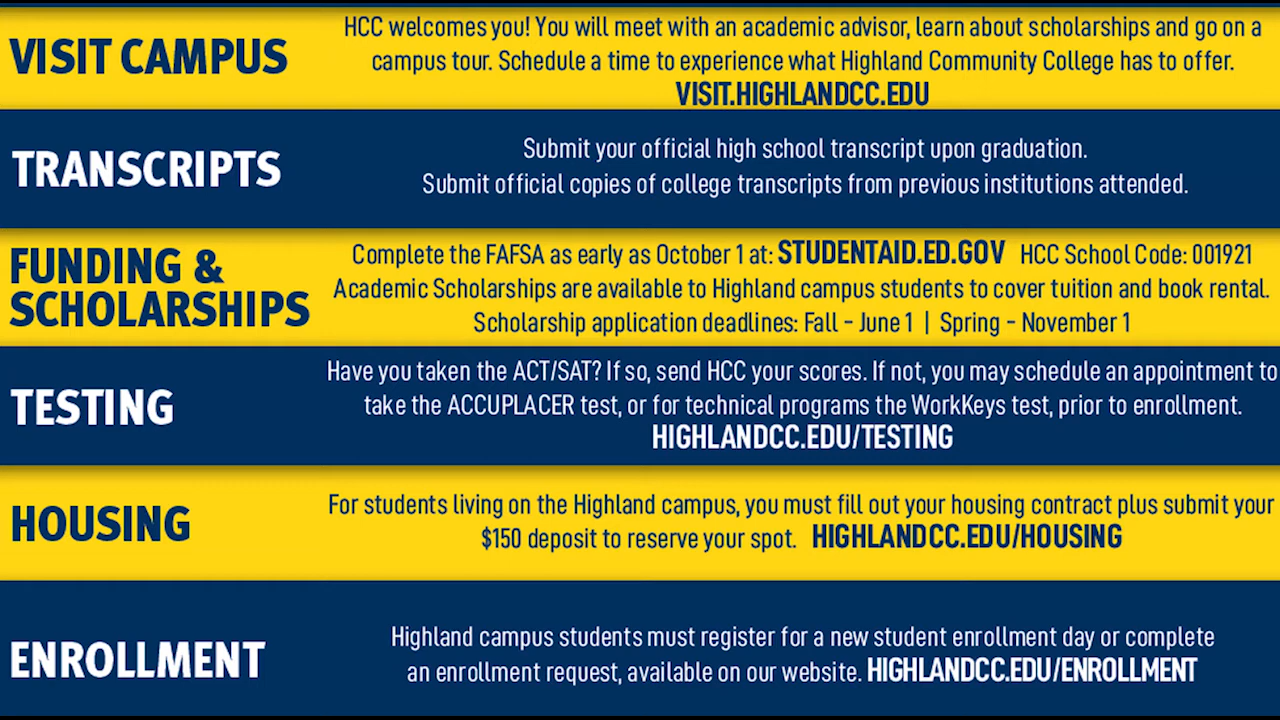 VISIT CAMPUS
HCC welcomes you! You will meet with an academic advisor, learn about scholarships and go on a
campus tour. Schedule a time to experience what Highland Community College has to offer.
VISIT.HIGHLANDCC.EDU
TRANSCRIPTS
Submit your official high school transcript upon graduation.
Submit official copies of college transcripts from previous institutions attended.
FUNDING &
SCHOLARSHIPS
Complete the FAFSA as early as October 1 at: STUDENTAID.ED.GOV HCC School Code: 001921
Academic Scholarships are available to Highland campus students to cover tuition and book rental.
Scholarship application deadlines: Fall - June 1 | Spring - November 1
TESTING
Have you taken the ACT/SAT? If so, send HCC your scores. If not, you may schedule an appointment to
take the ACCUPLACER test, or for technical programs the WorkKeys test, prior to enrollment.
HIGHLANDCC.EDU/TESTING
HOUSING
For students living on the Highland campus, you must fill out your housing contract plus submit your
$150 deposit to reserve your spot. HIGHLANDCC.EDU/HOUSING
ENROLLMENT
Highland campus students must register for a new student enrollment day or complete
an enrollment request, available on our website. HIGHLANDCC.EDU/ENROLLMENT